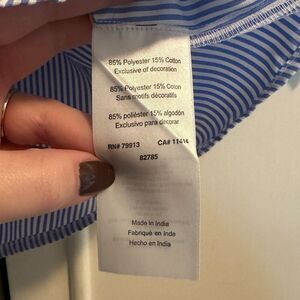 85% Polyester 15% Cotton
Exclusive of decoration
85% Polyester 15% Coton
Sans motifs décoratifs
85% poliéster 15% algodón
Exclusivo para decorar
RN# 79913 CA# 11414
82785
Made in India
Fabriqué en Inde
Hecho en India